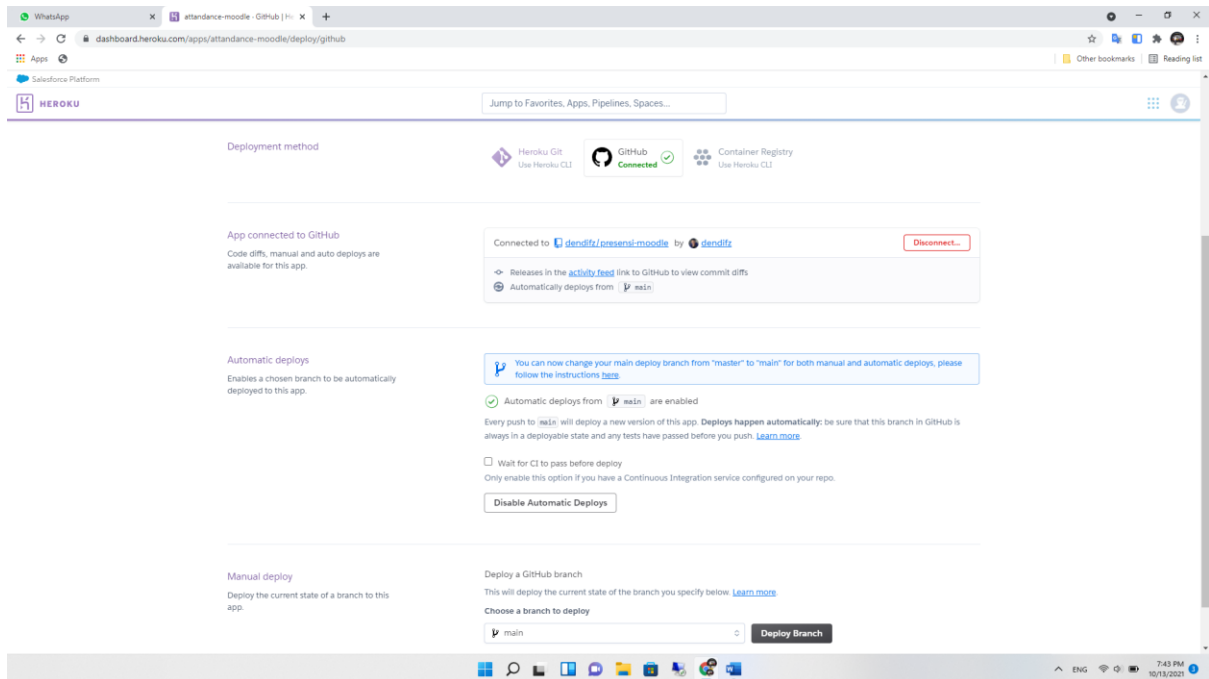 WhatsApp
attandance-moodle · GitHub | He
dashboard.heroku.com/apps/attandance-moodle/deploy/github
Apps
Other bookmarks
Reading list
Salesforce Platform
HEROKU
Jump to Favorites, Apps, Pipelines, Spaces...
Deployment method
Heroku Git
Use Heroku CLI
GitHub
Connected
Container Registry
Use Heroku CLI
App connected to GitHub
Code diffs, manual and auto deploys are
available for this app.
Connected to dendifz/presensi-moodle by dendifz
Disconnect...
Releases in the activity feed link to GitHub to view commit diffs
Automatically deploys from main
Automatic deploys
Enables a chosen branch to be automatically
deployed to this app.
You can now change your main deploy branch from "master" to "main" for both manual and automatic deploys, please
follow the instructions here.
Automatic deploys from main are enabled
Every push to main will deploy a new version of this app. Deploys happen automatically: be sure that this branch in GitHub is
always in a deployable state and any tests have passed before you push. Learn more.
Wait for CI to pass before deploy
Only enable this option if you have a Continuous Integration service configured on your repo.
Disable Automatic Deploys
Manual deploy
Deploy the current state of a branch to this
app.
Deploy a GitHub branch
This will deploy the current state of the branch you specify below. Learn more.
Choose a branch to deploy
main
Deploy Branch
ENG
7:43 PM
10/13/2021
3